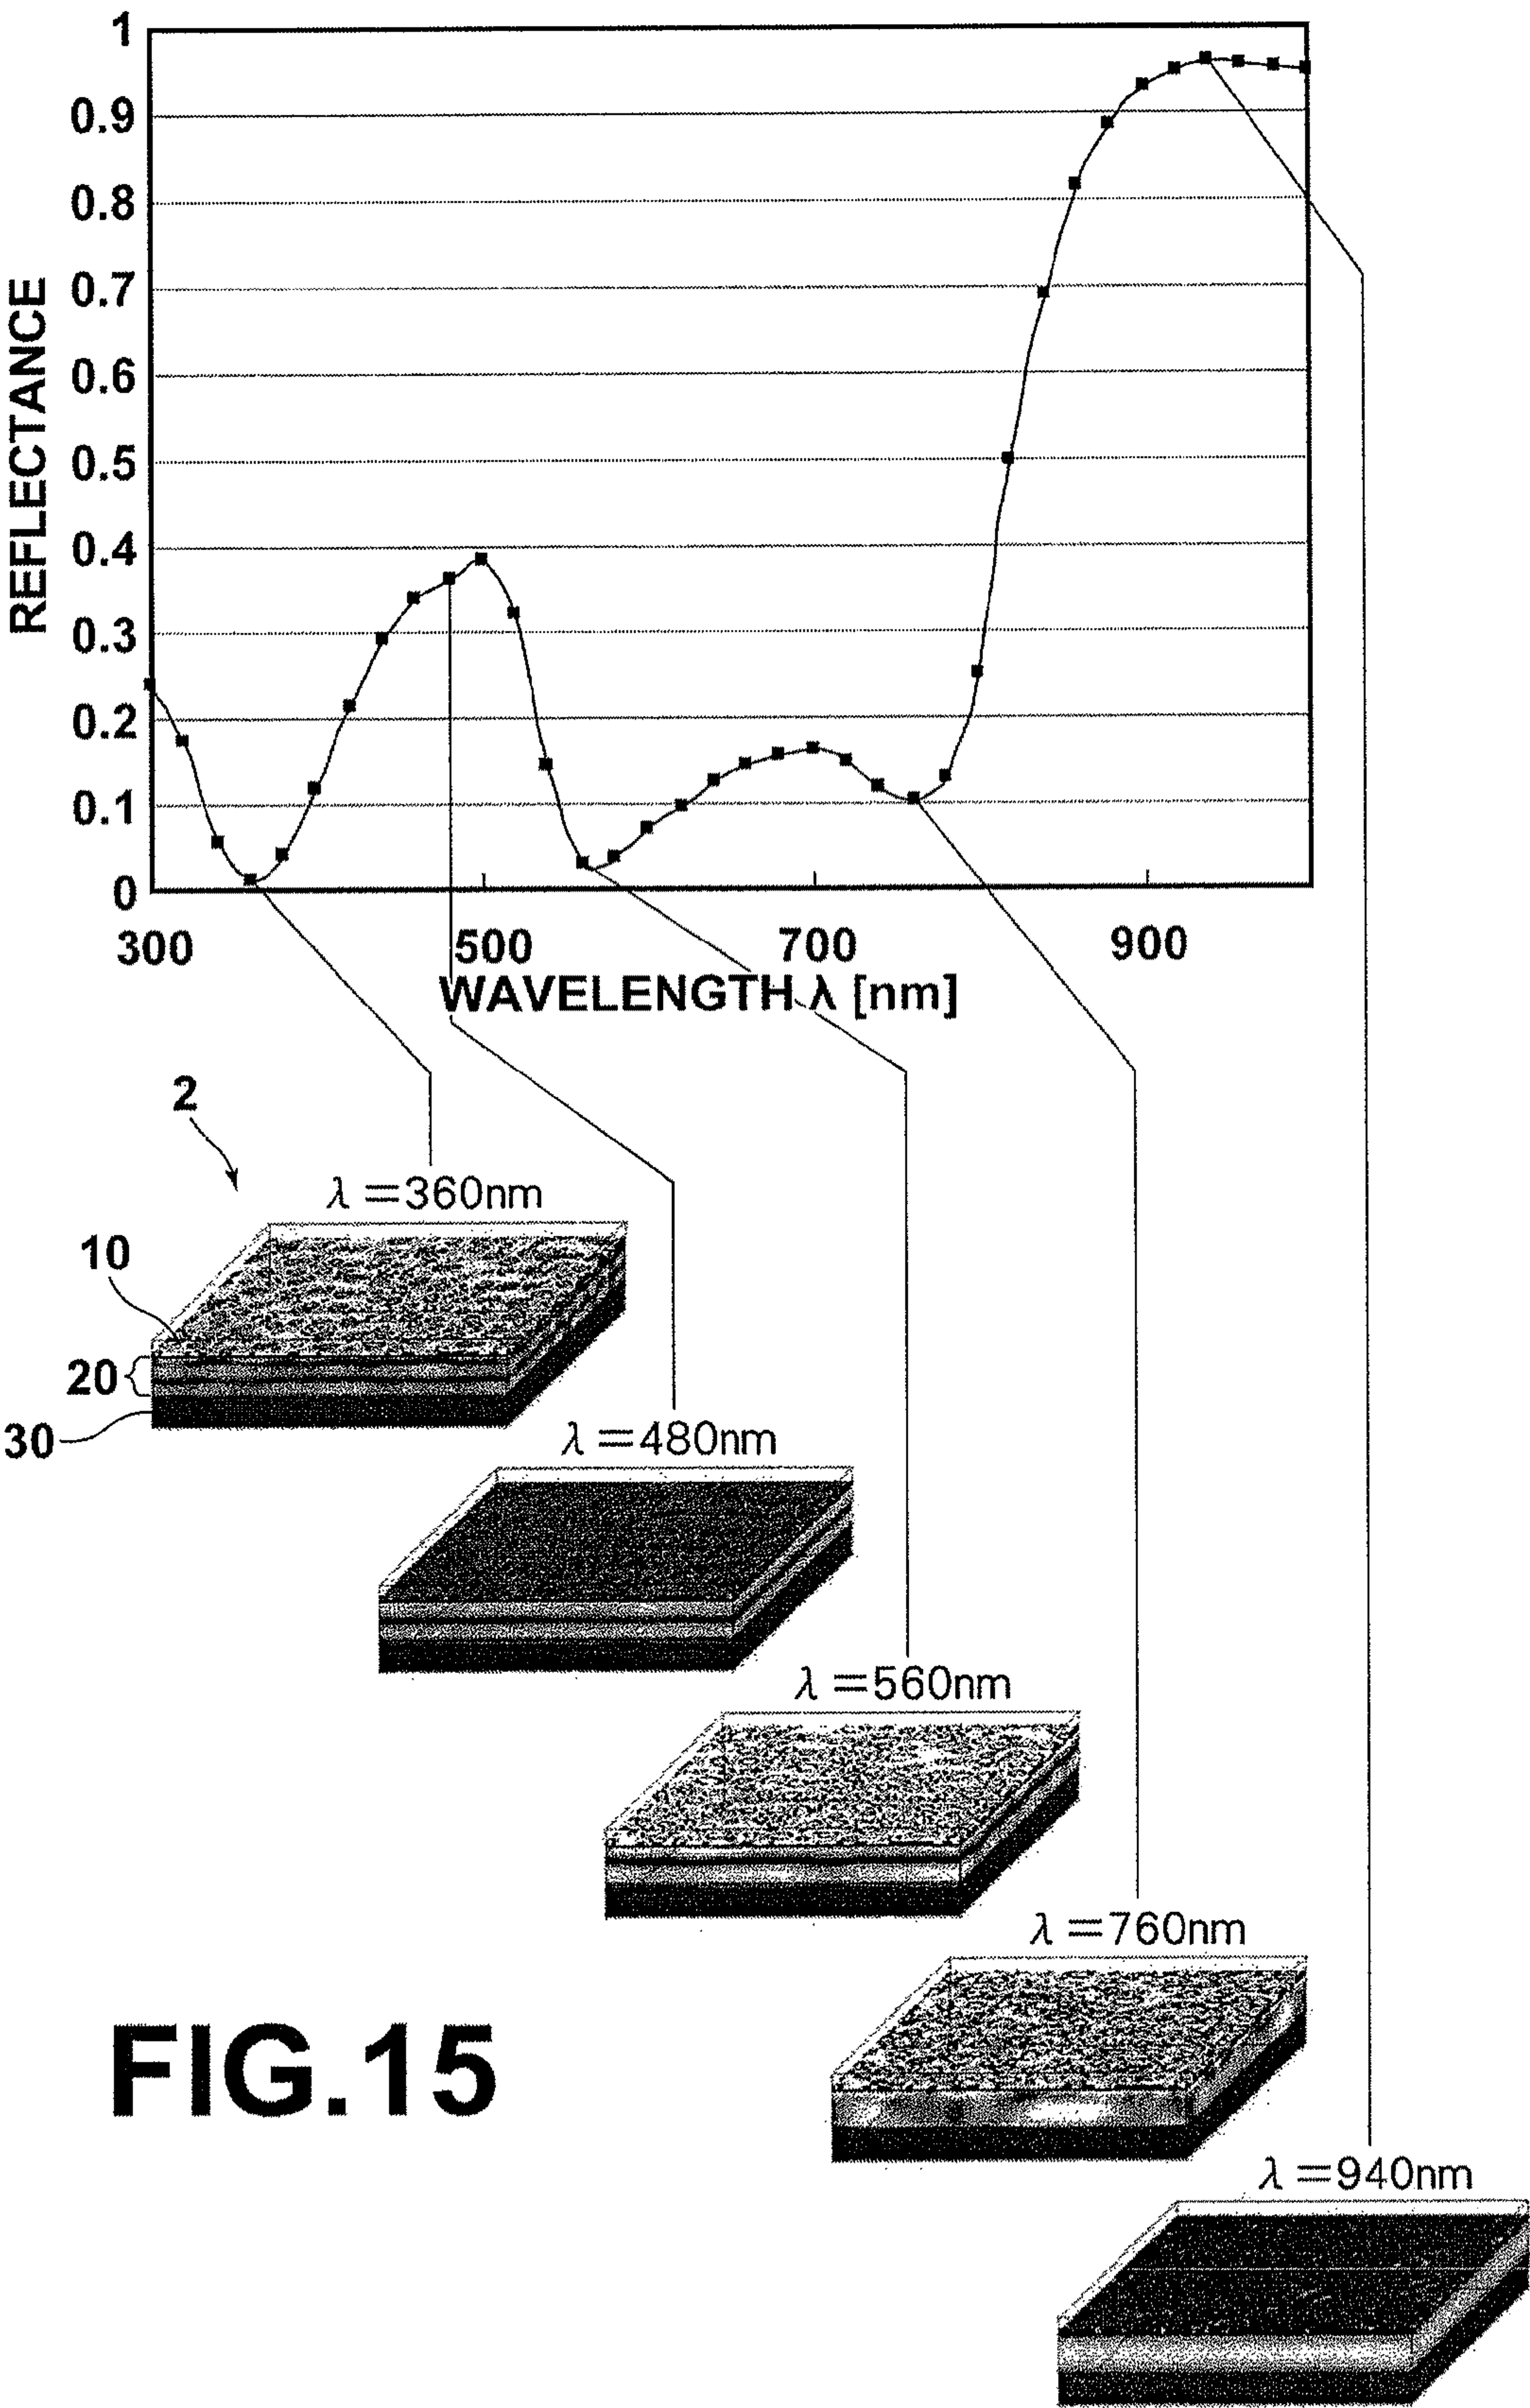 1
0.9
0.8
0.7
0.6
0.5
0.4
0.3
0.2
0.1
0
REFLECTANCE
300 500 700 900
WAVELENGTH λ [nm]
2
λ=360nm
10
20
30
λ=480nm
λ=560nm
λ=760nm
λ=940nm
FIG.15